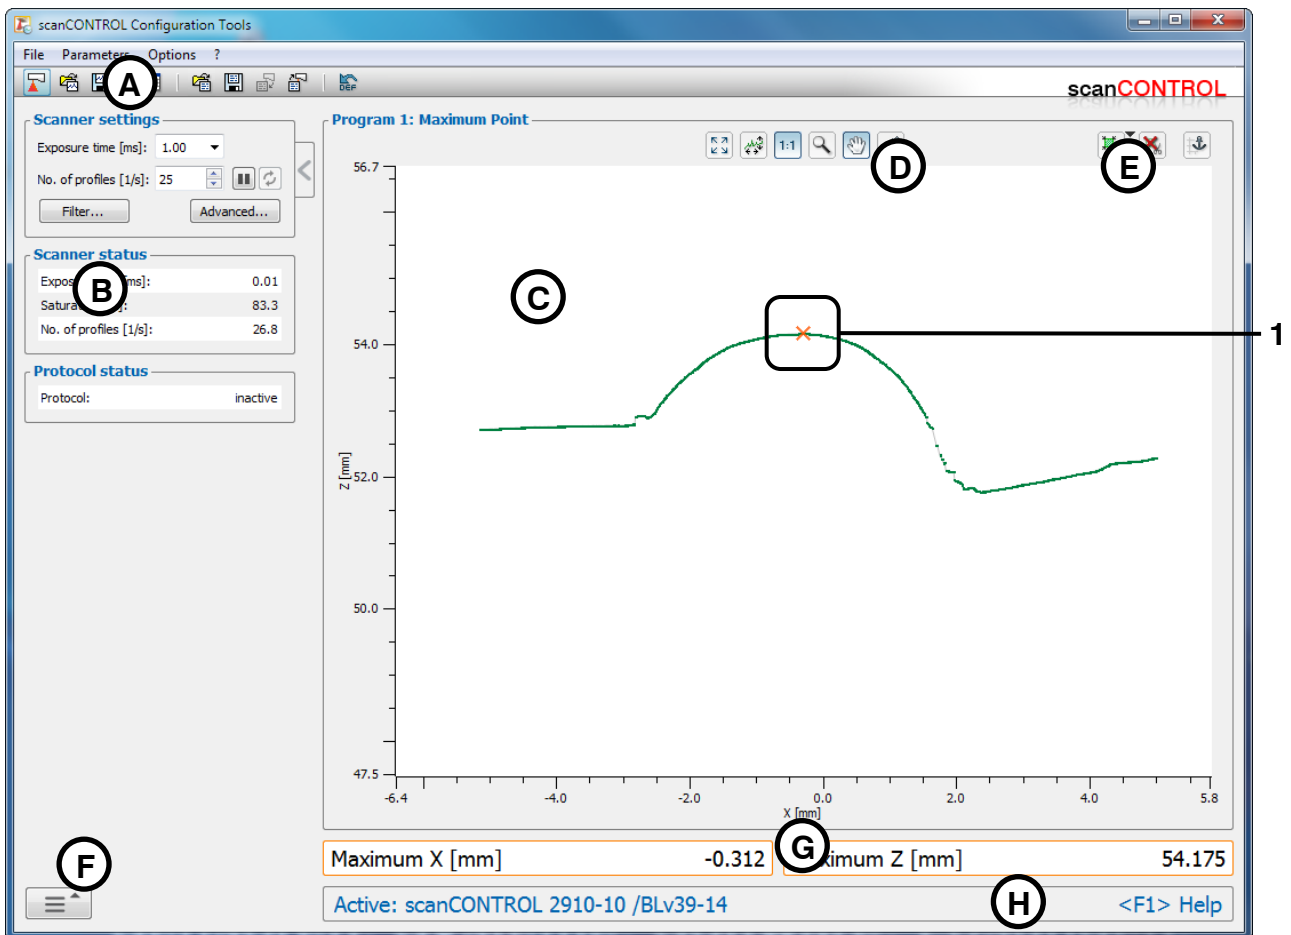 scanCONTROL Configuration Tools
File Parameters Options ?
A
DEF
scanCONTROL
Scanner settings
Exposure time [ms]: 1.00
No. of profiles [1/s]: 25
Filter... Advanced...
Scanner status
[ms]: 0.01
B
83.3
No. of profiles [1/s]: 26.8
Protocol status
Protocol: inactive
Program 1: Maximum Point
1:1
D
E
56.7
C
1
54.0
Z [mm]
52.0
50.0
47.5
-6.4 -4.0 -2.0 0.0 2.0 4.0 5.8
X [mm]
Maximum X [mm] -0.312
G
Z [mm] 54.175
F
Active: scanCONTROL 2910-10 /BLv39-14
H
<F1> Help